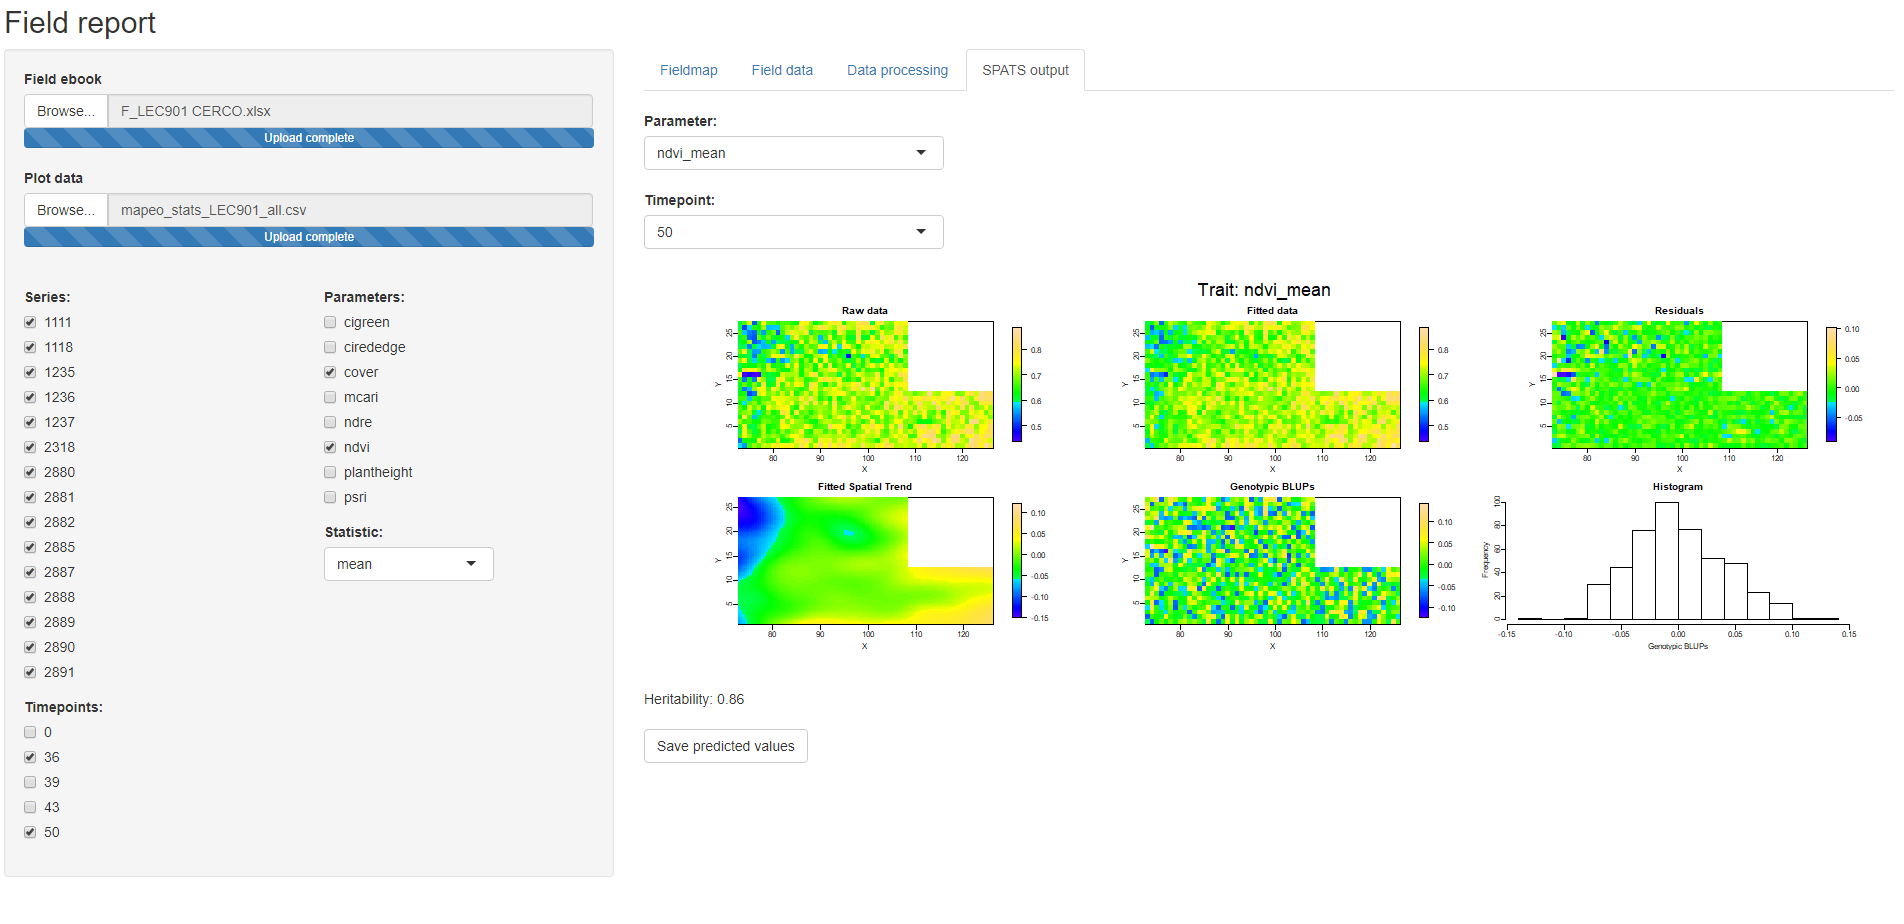 Field report
Field ebook
Browse... F_LEC901 CERCO.xlsx
Upload complete
Plot data
Browse... mapeo_stats_LEC901_all.csv
Upload complete
Series:
1111
1118
1235
1236
1237
2318
2880
2881
2882
2885
2887
2888
2889
2890
2891
Parameters:
cigreen
cirededge
cover
mcari
ndre
ndvi
plantheight
psri
Statistic:
mean
Timepoints:
0
36
39
43
50
Fieldmap Field data Data processing SPATS output
Parameter:
ndvi_mean
Timepoint:
50
Trait: ndvi_mean
Raw data
Y
5 10 15 20 25
80 90 100 110 120
X
0.8
0.7
0.6
0.5
Fitted data
Y
5 10 15 20 25
80 90 100 110 120
X
0.8
0.7
0.6
0.5
Residuals
Y
5 10 15 20 25
80 90 100 110 120
X
0.10
0.05
0.00
-0.05
Fitted Spatial Trend
Y
5 10 15 20 25
80 90 100 110 120
X
0.10
0.05
0.00
-0.05
-0.10
-0.15
Genotypic BLUPs
Y
5 10 15 20 25
80 90 100 110 120
X
0.10
0.05
0.00
-0.05
-0.10
Histogram
Frequency
0 20 40 60 80 100
-0.15 -0.10 -0.05 0.00 0.05 0.10 0.15
Genotypic BLUPs
Heritability: 0.86
Save predicted values